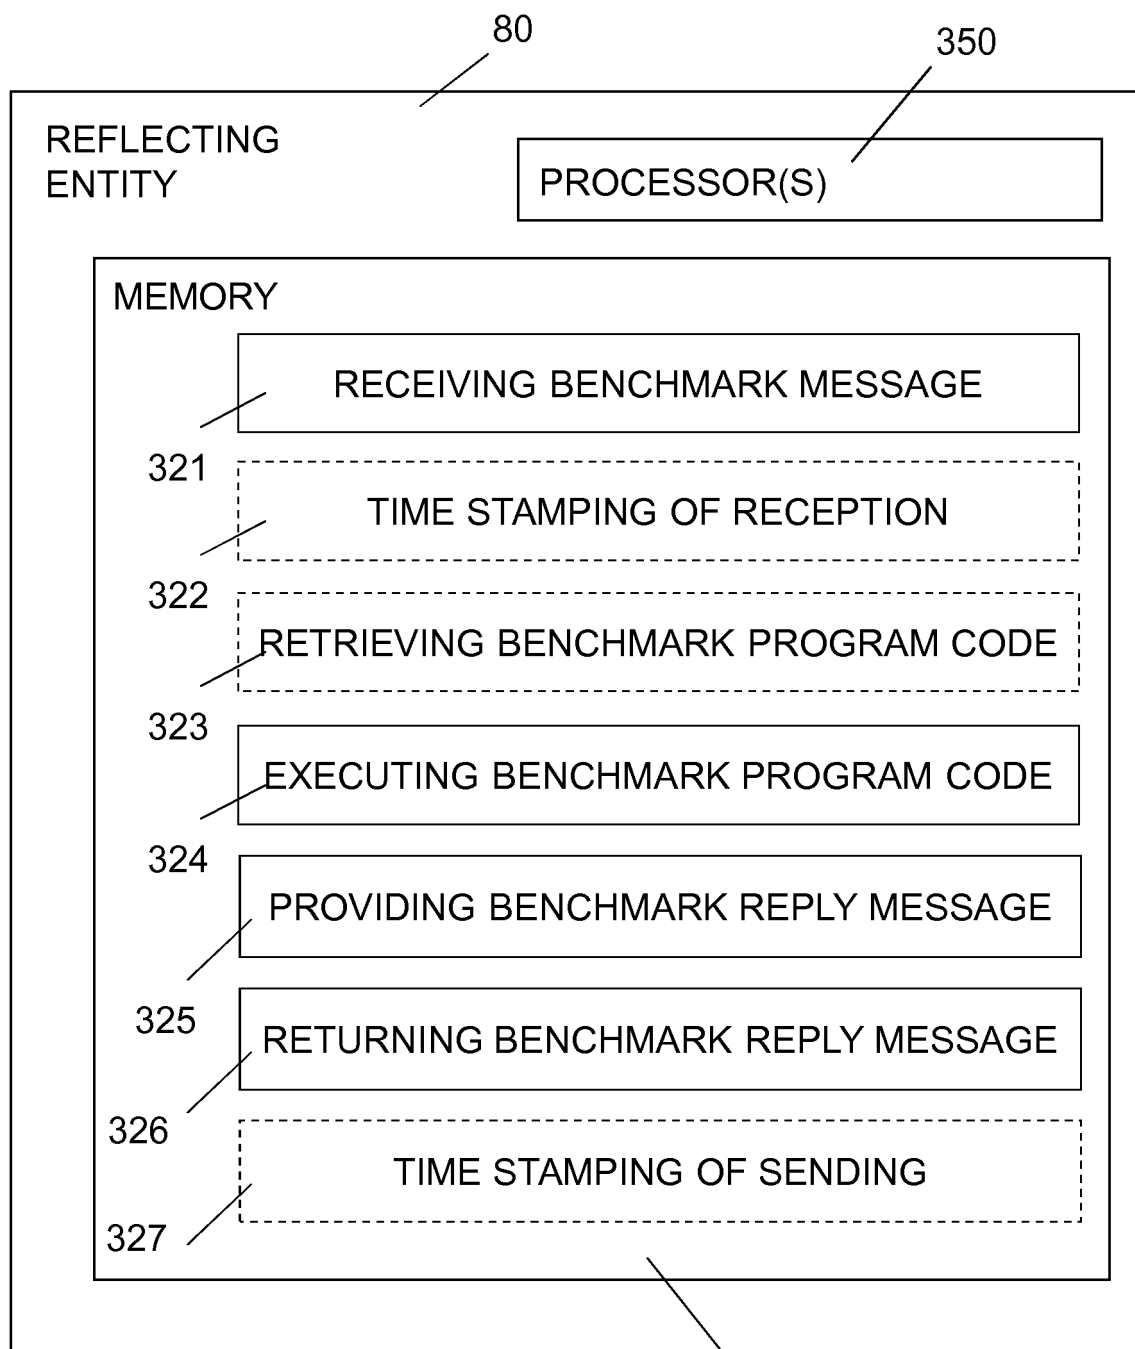 80
350
REFLECTING
ENTITY
PROCESSOR(S)
MEMORY
RECEIVING BENCHMARK MESSAGE
321
TIME STAMPING OF RECEPTION
322
RETRIEVING BENCHMARK PROGRAM CODE
323
EXECUTING BENCHMARK PROGRAM CODE
324
PROVIDING BENCHMARK REPLY MESSAGE
325
RETURNING BENCHMARK REPLY MESSAGE
326
TIME STAMPING OF SENDING
327